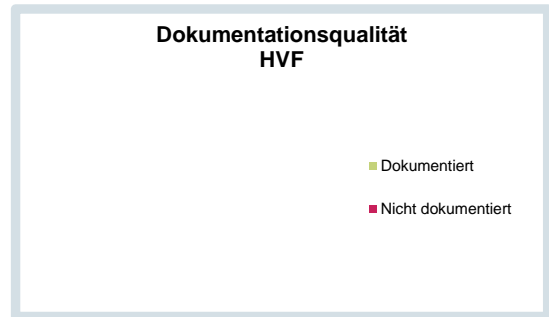 Dokumentationsqualität
HVF
Dokumentiert
Nicht dokumentiert